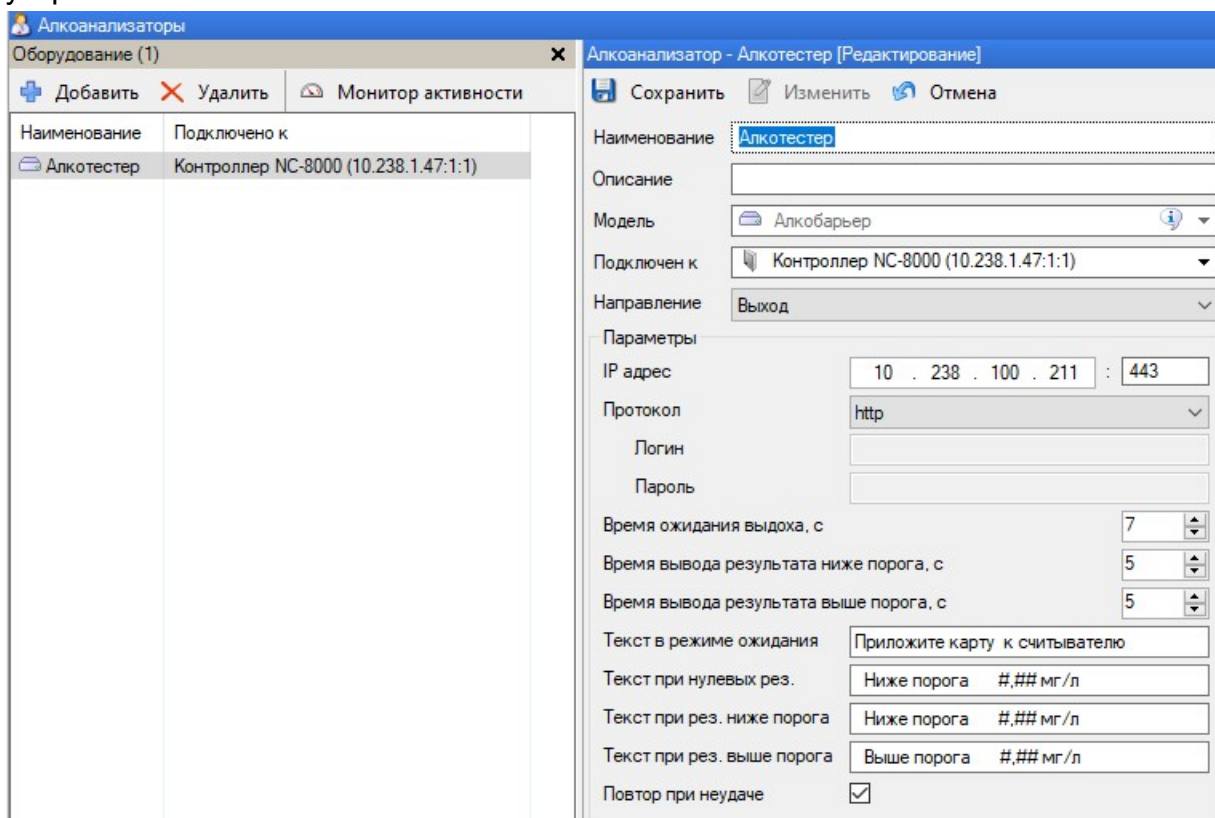 Алкоанализаторы
Оборудование (1)
Добавить Удалить Монитор активности
Наименование Подключено к
Алкотестер Контроллер NC-8000 (10.238.1.47:1:1)
Алкоанализатор - Алкотестер [Редактирование]
Сохранить Изменить Отмена
Наименование Алкотестер
Описание
Модель Алкобарьер
Подключен к Контроллер NC-8000 (10.238.1.47:1:1)
Направление Выход
Параметры
IP адрес 10 . 238 . 100 . 211 : 443
Протокол http
Логин
Пароль
Время ожидания выдоха, с 7
Время вывода результата ниже порога, с 5
Время вывода результата выше порога, с 5
Текст в режиме ожидания Приложите карту к считывателю
Текст при нулевых рез. Ниже порога #,## мг/л
Текст при рез. ниже порога Ниже порога #,## мг/л
Текст при рез. выше порога Выше порога #,## мг/л
Повтор при неудаче